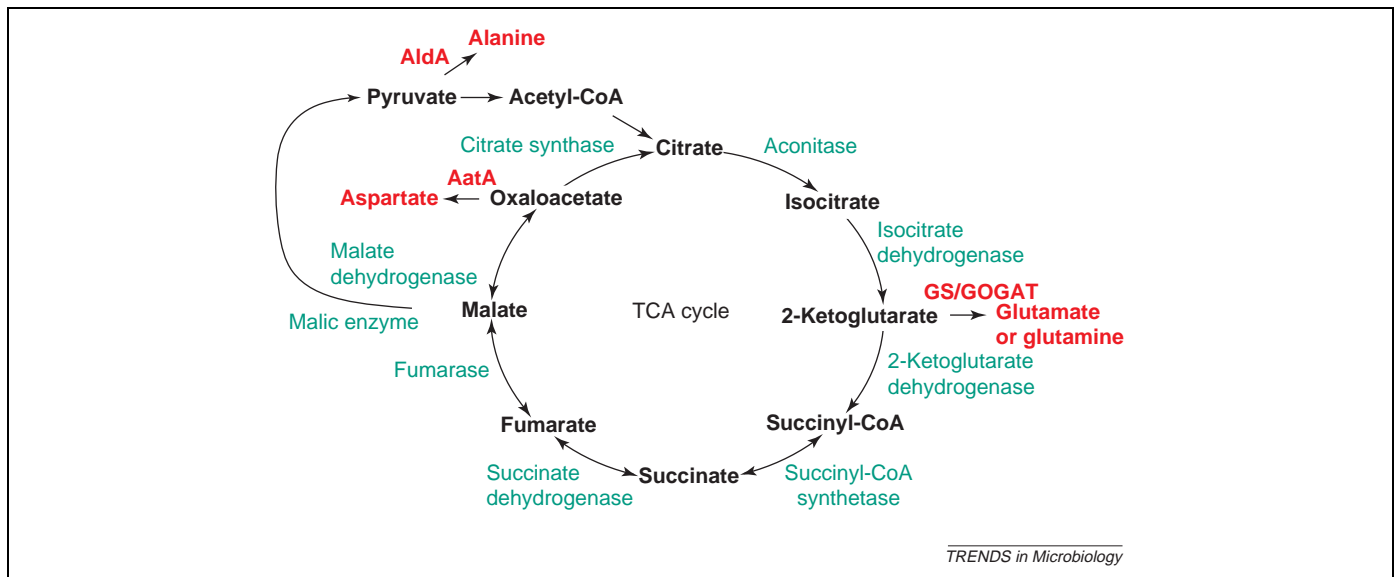 Alanine
AldA
Pyruvate
Acetyl-CoA
Citrate synthase
Citrate
Aconitase
AatA
Aspartate
Oxaloacetate
Isocitrate
Isocitrate
dehydrogenase
Malate
dehydrogenase
GS/GOGAT
Malic enzyme
Malate
TCA cycle
2-Ketoglutarate
Glutamate
or glutamine
Fumarase
2-Ketoglutarate
dehydrogenase
Fumarate
Succinyl-CoA
Succinate
dehydrogenase
Succinate
Succinyl-CoA
synthetase
TRENDS in Microbiology